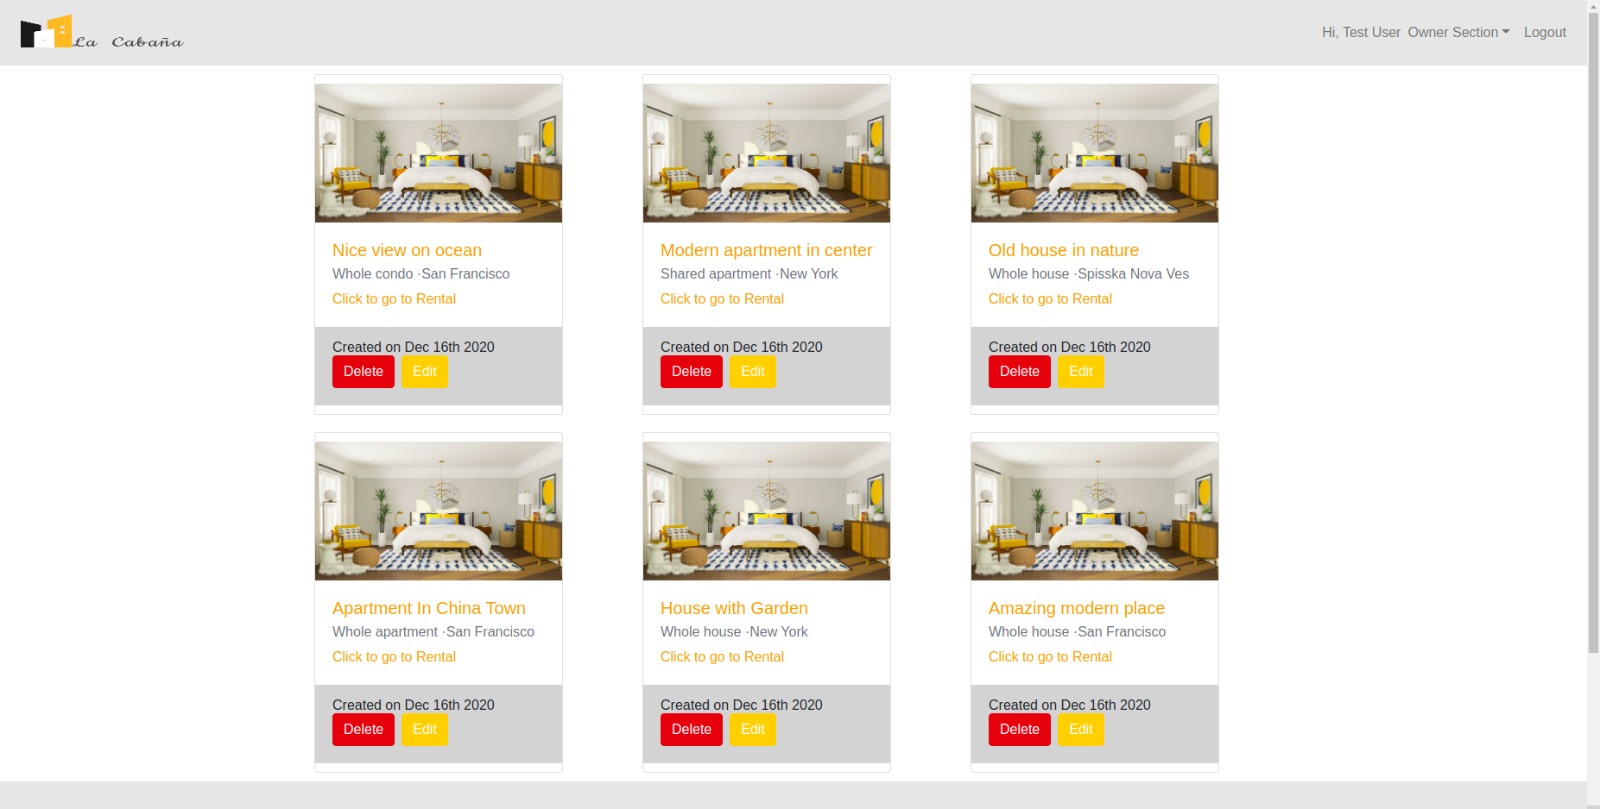 La Cabaña
Hi, Test User Owner Section Logout
Nice view on ocean
Whole condo ·San Francisco
Click to go to Rental
Created on Dec 16th 2020
Delete Edit
Modern apartment in center
Shared apartment ·New York
Click to go to Rental
Created on Dec 16th 2020
Delete Edit
Old house in nature
Whole house ·Spisska Nova Ves
Click to go to Rental
Created on Dec 16th 2020
Delete Edit
Apartment In China Town
Whole apartment ·San Francisco
Click to go to Rental
Created on Dec 16th 2020
Delete Edit
House with Garden
Whole house ·New York
Click to go to Rental
Created on Dec 16th 2020
Delete Edit
Amazing modern place
Whole house ·San Francisco
Click to go to Rental
Created on Dec 16th 2020
Delete Edit